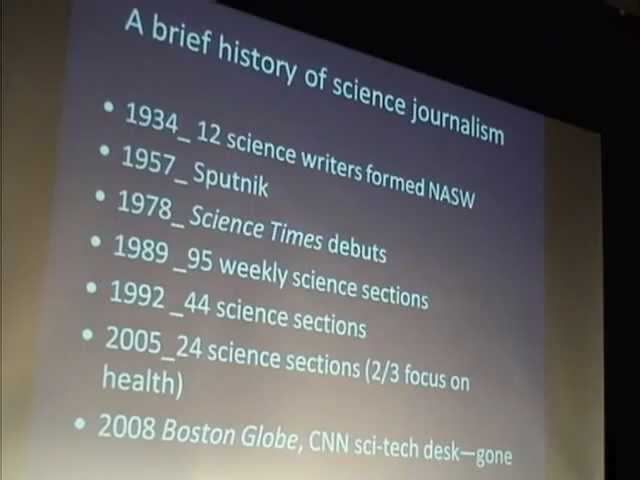 A brief history of science journalism
• 1934_ 12 science writers formed NASW
• 1957_ Sputnik
• 1978_ Science Times debuts
• 1989 _95 weekly science sections
• 1992 _44 science sections
• 2005_24 science sections (2/3 focus on
health)
• 2008 Boston Globe, CNN sci-tech desk—gone